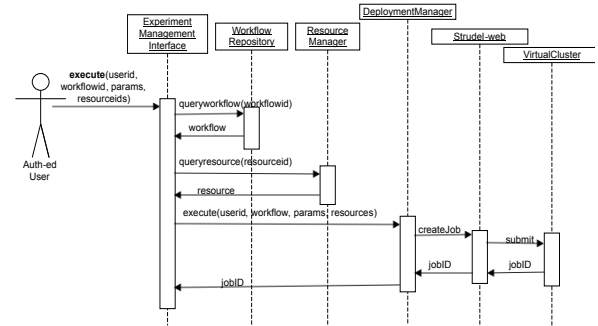 DeploymentManager
Experiment
Management
Interface
Workflow
Repository
Resource
Manager
Strudel-web
VirtualCluster
execute(userid,
workflowid, params,
resourceids)
Auth-ed
User
queryworkflow(workflowid)
workflow
queryresource(resourceid)
resource
execute(userid, workflow, params, resources)
createJob
submit
jobID
jobID
jobID